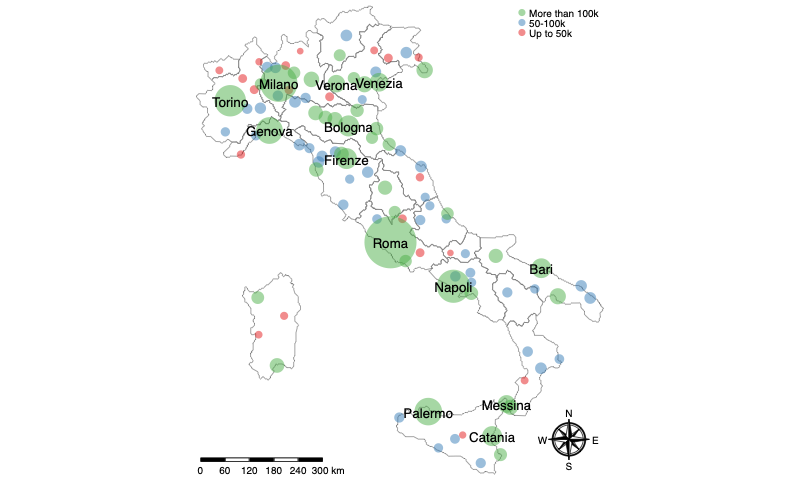 More than 100k
50-100k
Up to 50k
Milano
Verona
Venezia
Torino
Genova
Bologna
Firenze
Roma
Bari
Napoli
Palermo
Messina
Catania
N
W E
S
0 60 120 180 240 300 km